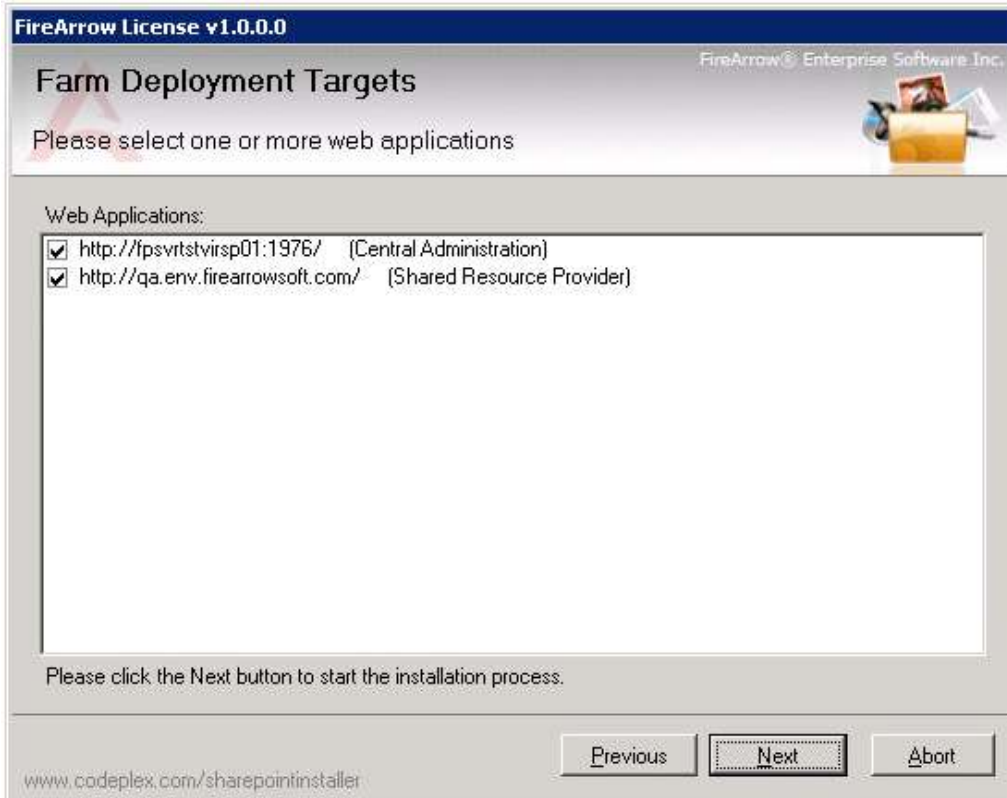 FireArrow License v1.0.0.0
FireArrow® Enterprise Software Inc.
Farm Deployment Targets
Please select one or more web applications
Web Applications:
http://fpsvrtstvirsp01:1976/ (Central Administration)
http://qa.env.firearrowsoft.com/ (Shared Resource Provider)
Please click the Next button to start the installation process.
Previous Next Abort
www.codeplex.com/sharepointinstaller